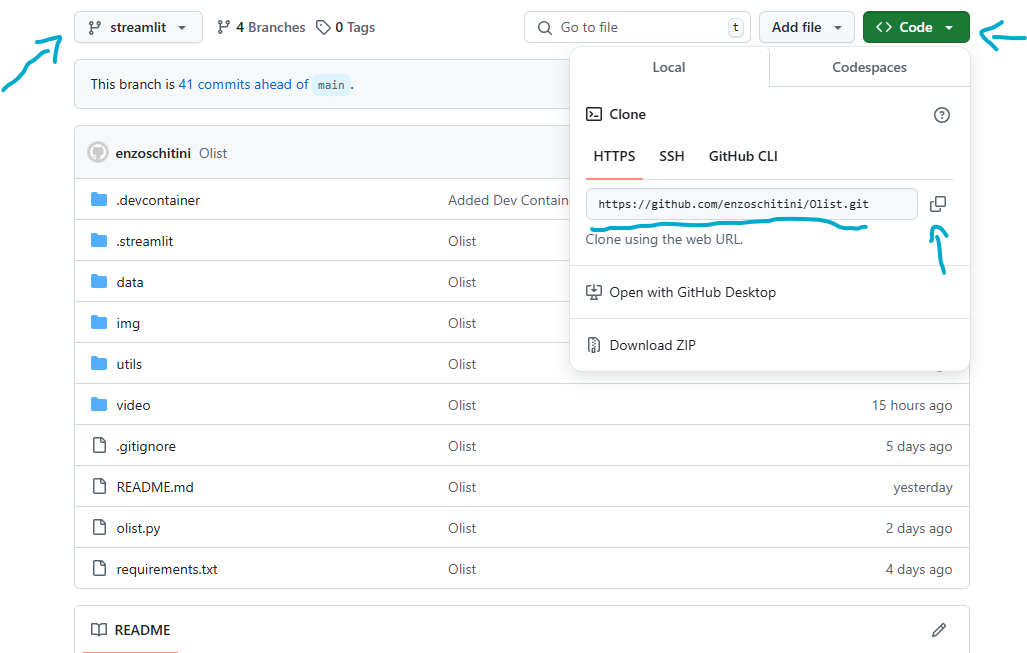 streamlit 4 Branches 0 Tags Go to file t Add file Code
This branch is 41 commits ahead of main .
Local Codespaces
Clone
HTTPS SSH GitHub CLI
https://github.com/enzoschitini/Olist.git
Clone using the web URL.
Open with GitHub Desktop
Download ZIP
enzoschitini Olist
.devcontainer Added Dev Contain
.streamlit Olist
data Olist
img Olist
utils Olist
video Olist 15 hours ago
.gitignore Olist 5 days ago
README.md Olist yesterday
olist.py Olist 2 days ago
requirements.txt Olist 4 days ago
README